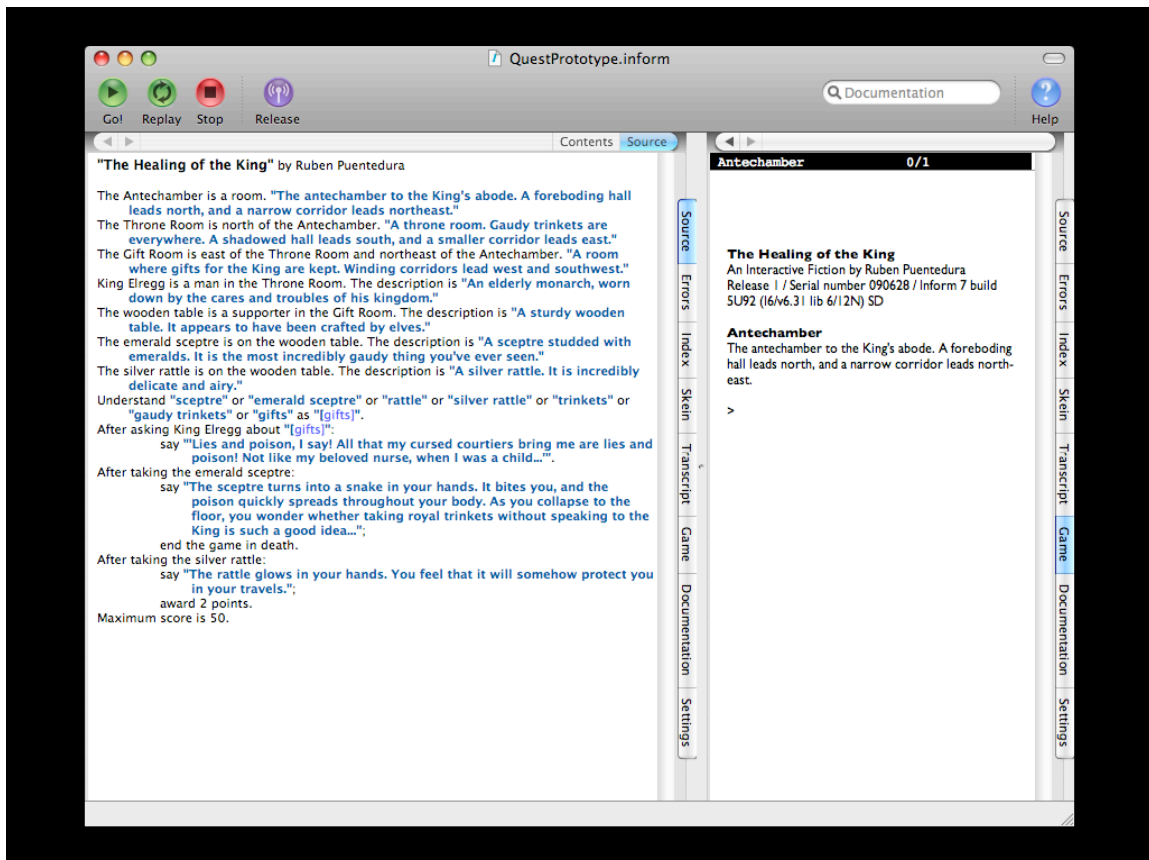 QuestPrototype.inform
Go!
Replay
Stop
Release
Documentation
Help
Contents
Source
"The Healing of the King" by Ruben Puentedura
The Antechamber is a room. "The antechamber to the King's abode. A foreboding hall
leads north, and a narrow corridor leads northeast."
The Throne Room is north of the Antechamber. "A throne room. Gaudy trinkets are
everywhere. A shadowed hall leads south, and a smaller corridor leads east."
The Gift Room is east of the Throne Room and northeast of the Antechamber. "A room
where gifts for the King are kept. Winding corridors lead west and southwest."
King Elregg is a man in the Throne Room. The description is "An elderly monarch, worn
down by the cares and troubles of his kingdom."
The wooden table is a supporter in the Gift Room. The description is "A sturdy wooden
table. It appears to have been crafted by elves."
The emerald sceptre is on the wooden table. The description is "A sceptre studded with
emeralds. It is the most incredibly gaudy thing you've ever seen."
The silver rattle is on the wooden table. The description is "A silver rattle. It is incredibly
delicate and airy."
Understand "sceptre" or "emerald sceptre" or "rattle" or "silver rattle" or "trinkets" or
"gaudy trinkets" or "gifts" as "[gifts]".
After asking King Elregg about "[gifts]":
say "'Lies and poison, I say! All that my cursed courtiers bring me are lies and
poison! Not like my beloved nurse, when I was a child...'".
After taking the emerald sceptre:
say "The sceptre turns into a snake in your hands. It bites you, and the
poison quickly spreads throughout your body. As you collapse to the
floor, you wonder whether taking royal trinkets without speaking to the
King is such a good idea...";
end the game in death.
After taking the silver rattle:
say "The rattle glows in your hands. You feel that it will somehow protect you
in your travels.";
award 2 points.
Maximum score is 50.
Source
Errors
Index
Skein
Transcript
Game
Documentation
Settings
Antechamber 0/1
The Healing of the King
An Interactive Fiction by Ruben Puentedura
Release 1 / Serial number 090628 / Inform 7 build
5U92 (I6/v6.31 lib 6/12N) SD
Antechamber
The antechamber to the King's abode. A foreboding
hall leads north, and a narrow corridor leads north-
east.
>
Source
Errors
Index
Skein
Transcript
Game
Documentation
Settings